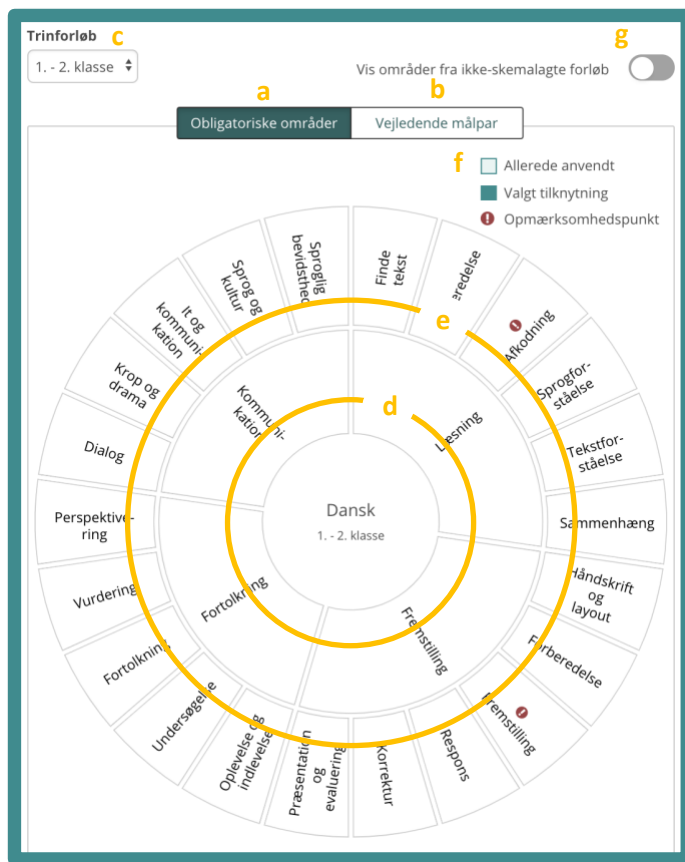 Trinforløb
c
g
1. - 2. klasse
Vis områder fra ikke-skemalagte forløb
a
b
Obligatoriske områder
Vejledende målpar
f
Allerede anvendt
Valgt tilknytning
Opmærksomhedspunkt
Sproglig
bevidsthed
Finde
tekst
eredelse
Sprog og
kultur
It og
kommuni-
kation
e
Afkodning
Krop og
drama
Sprogfor-
ståelse
Kommuni-
kation
d
Læsning
Dialog
Tekstfor-
ståelse
Perspektive-
ring
Dansk
1. - 2. klasse
Sammenhæng
Vurdering
Fortolkning
Fremstilling
Håndskrift
og
layout
Fortolkning
Forberedelse
Undersøgelse
Fremstilling
Oplevelse og
indlevelse
Præsentation
og
evaluering
Korrektur
Respons